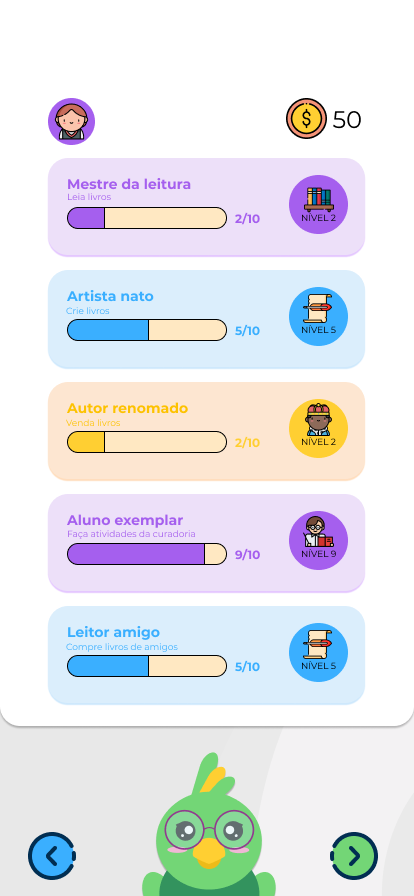 50
Mestre da leitura
Leia livros
2/10
NÍVEL 2
Artista nato
Crie livros
5/10
NÍVEL 5
Autor renomado
Venda livros
2/10
NÍVEL 2
Aluno exemplar
Faça atividades da curadoria
9/10
NÍVEL 9
Leitor amigo
Compre livros de amigos
5/10
NÍVEL 5